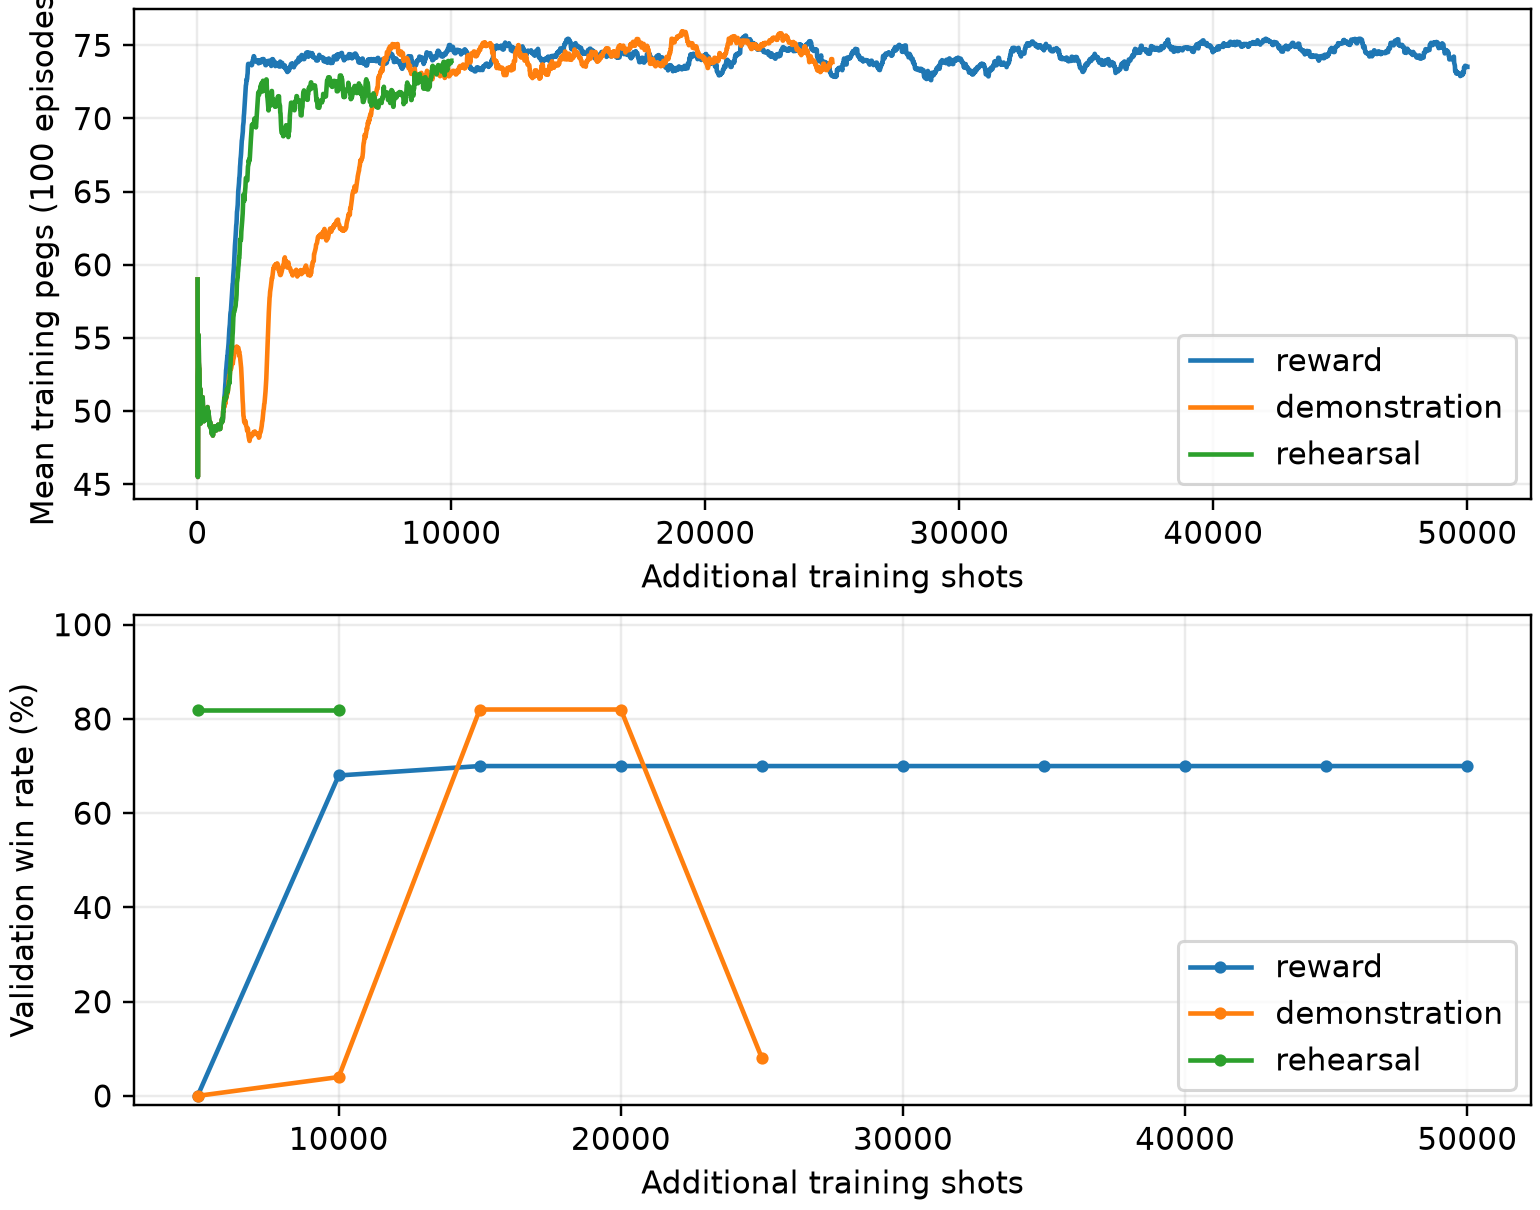 Mean training pegs (100 episodes
75
70
65
60
55
50
45
reward
demonstration
rehearsal
0 10000 20000 30000 40000 50000
Additional training shots
Validation win rate (%)
100
80
60
40
20
0
reward
demonstration
rehearsal
10000 20000 30000 40000 50000
Additional training shots